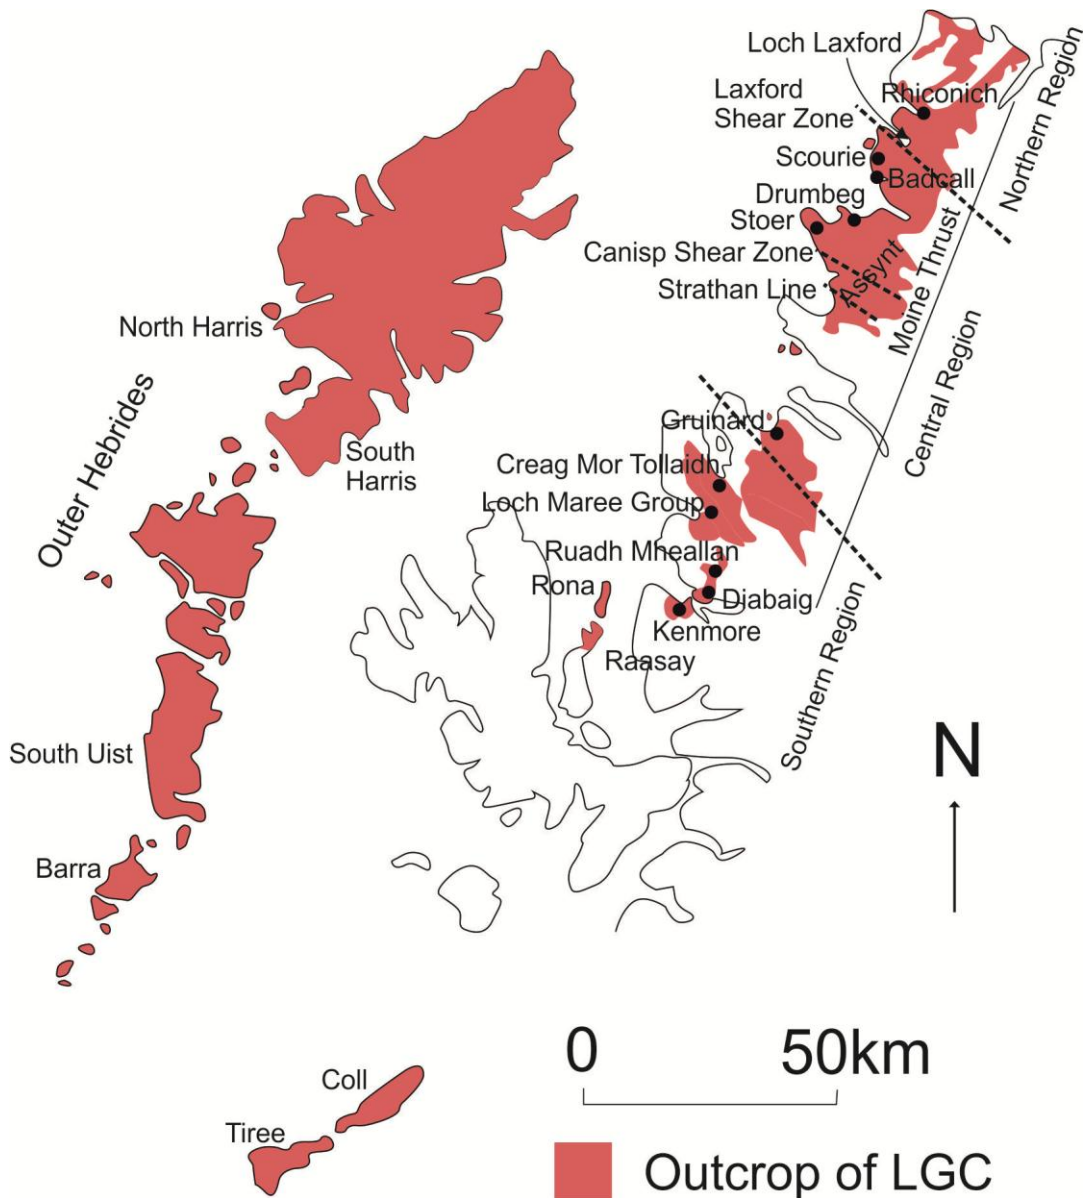 Loch Laxford
Laxford
Shear Zone
Rhiconich
Northern Region
Scourie
Badcall
Drumbeg
Stoer
Canisp Shear Zone
Assynt
Moine Thrust
Strathan Line
North Harris
Central Region
Outer Hebrides
South
Harris
Gruinard
Creag Mor Tollaidh
Loch Maree Group
Ruadh Mheallan
Rona
Diabaig
Kenmore
Raasay
Southern Region
South Uist
N
Barra
0 50km
Coll
Tiree
Outcrop of LGC